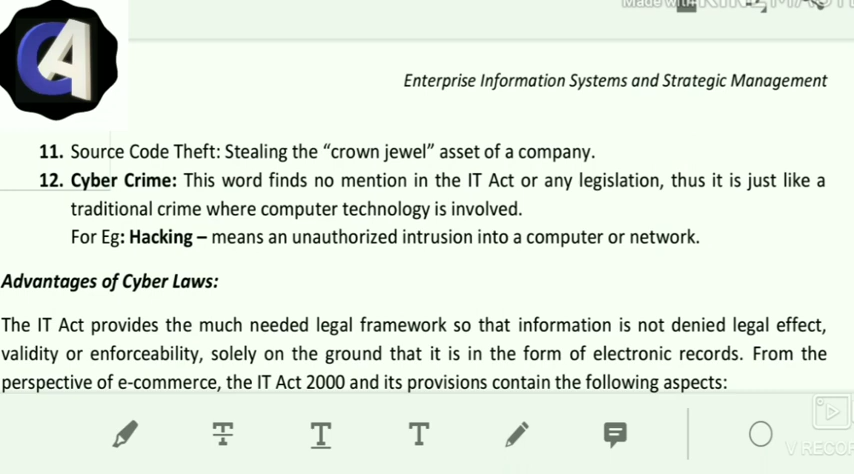 Made with KINEMASTER
CA
Enterprise Information Systems and Strategic Management
11. Source Code Theft: Stealing the “crown jewel” asset of a company.
12. Cyber Crime: This word finds no mention in the IT Act or any legislation, thus it is just like a
traditional crime where computer technology is involved.
For Eg: Hacking – means an unauthorized intrusion into a computer or network.
Advantages of Cyber Laws:
The IT Act provides the much needed legal framework so that information is not denied legal effect,
validity or enforceability, solely on the ground that it is in the form of electronic records. From the
perspective of e-commerce, the IT Act 2000 and its provisions contain the following aspects:
T T T
V RECOR